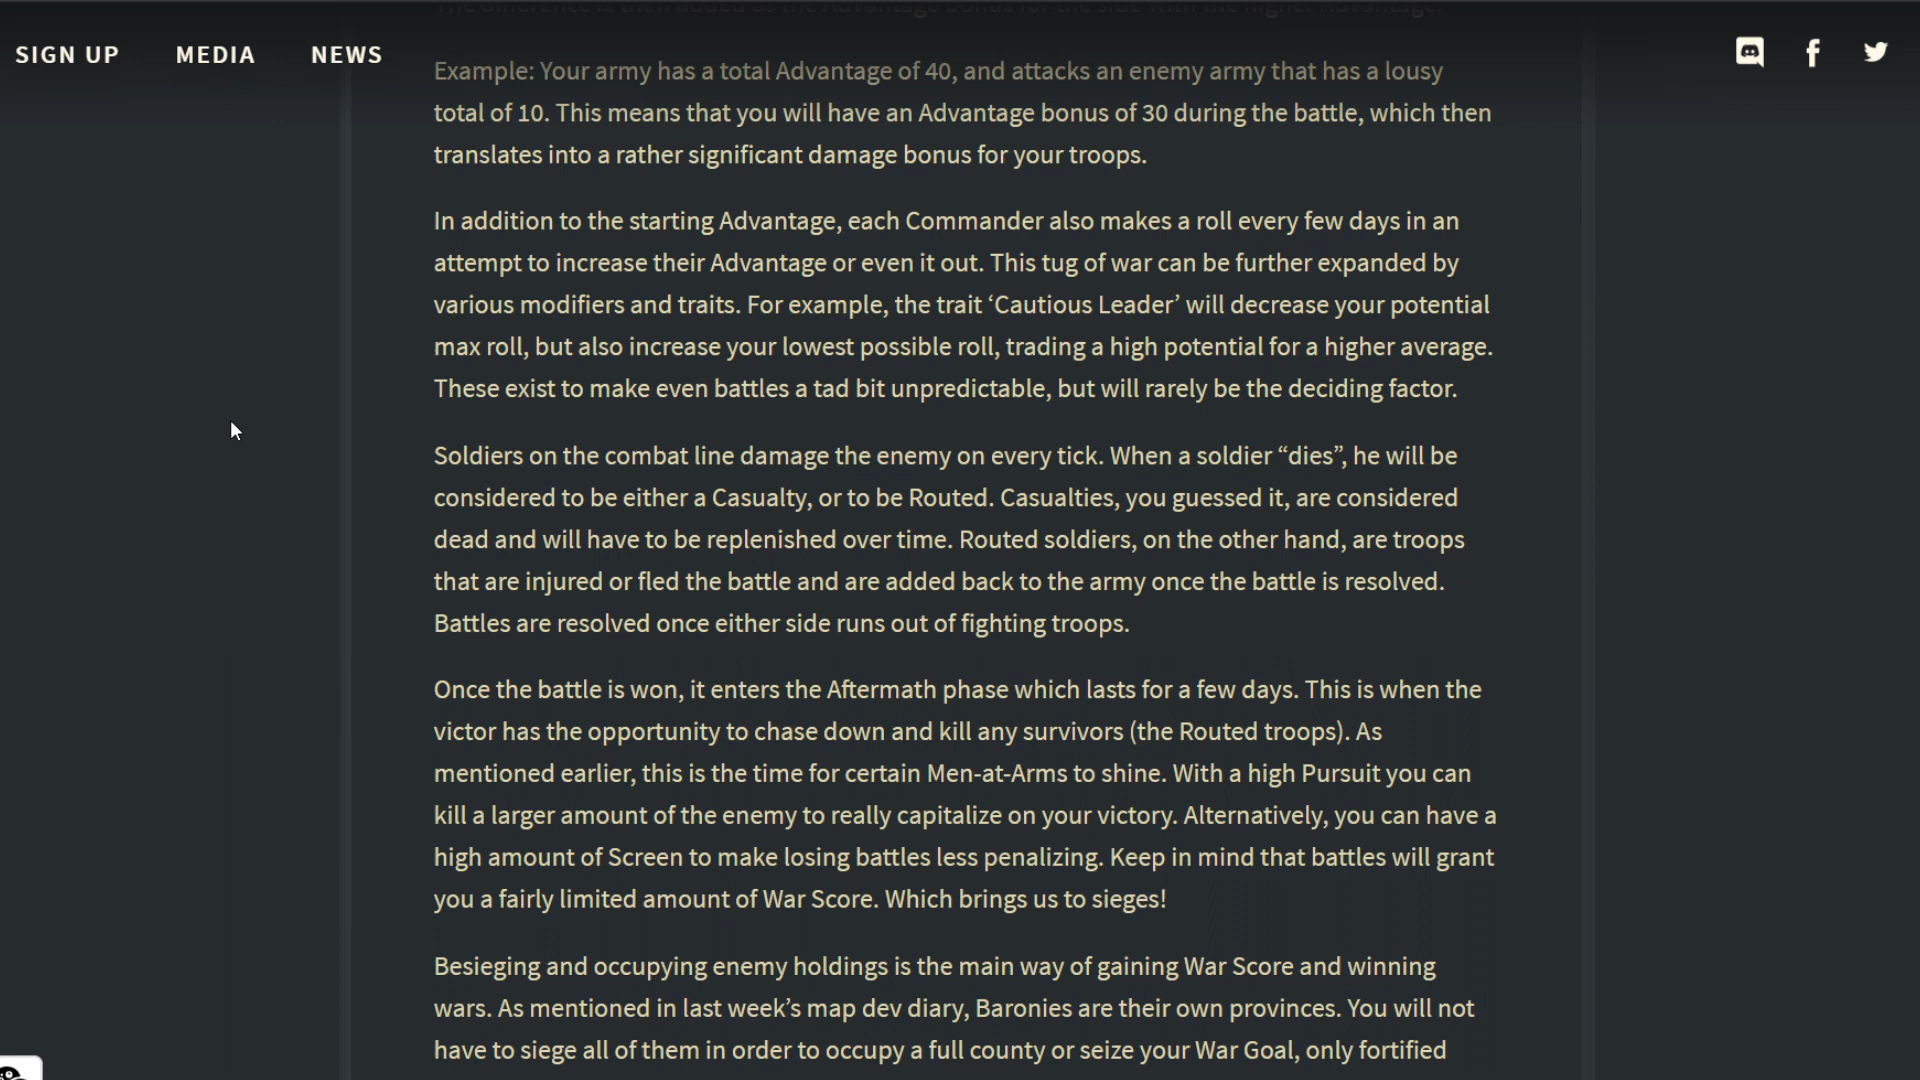 The difference is then added as the Advantage bonus for the side with the higher Advantage.
SIGN UP MEDIA NEWS
Example: Your army has a total Advantage of 40, and attacks an enemy army that has a lousy
total of 10. This means that you will have an Advantage bonus of 30 during the battle, which then
translates into a rather significant damage bonus for your troops.
In addition to the starting Advantage, each Commander also makes a roll every few days in an
attempt to increase their Advantage or even it out. This tug of war can be further expanded by
various modifiers and traits. For example, the trait ‘Cautious Leader’ will decrease your potential
max roll, but also increase your lowest possible roll, trading a high potential for a higher average.
These exist to make even battles a tad bit unpredictable, but will rarely be the deciding factor.
Soldiers on the combat line damage the enemy on every tick. When a soldier “dies”, he will be
considered to be either a Casualty, or to be Routed. Casualties, you guessed it, are considered
dead and will have to be replenished over time. Routed soldiers, on the other hand, are troops
that are injured or fled the battle and are added back to the army once the battle is resolved.
Battles are resolved once either side runs out of fighting troops.
Once the battle is won, it enters the Aftermath phase which lasts for a few days. This is when the
victor has the opportunity to chase down and kill any survivors (the Routed troops). As
mentioned earlier, this is the time for certain Men-at-Arms to shine. With a high Pursuit you can
kill a larger amount of the enemy to really capitalize on your victory. Alternatively, you can have a
high amount of Screen to make losing battles less penalizing. Keep in mind that battles will grant
you a fairly limited amount of War Score. Which brings us to sieges!
Besieging and occupying enemy holdings is the main way of gaining War Score and winning
wars. As mentioned in last week’s map dev diary, Baronies are their own provinces. You will not
have to siege all of them in order to occupy a full county or seize your War Goal, only fortified